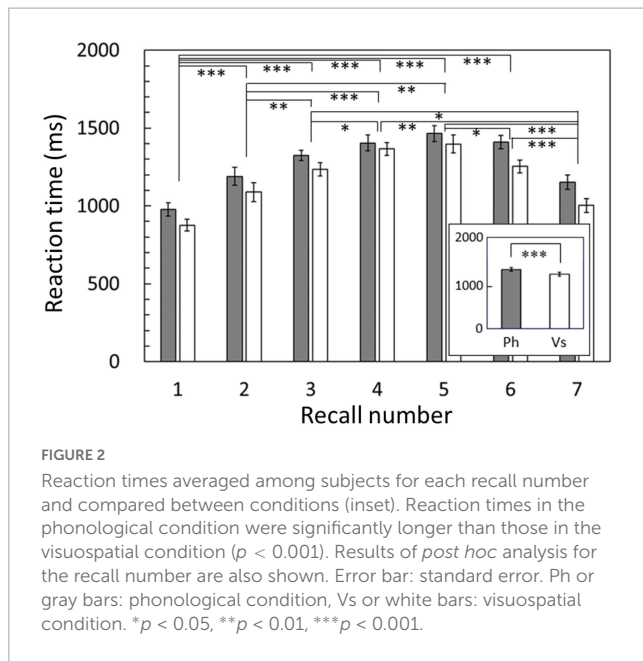 2000
1500
1000
500
0
Reaction time (ms)
***
*** *** *** *** ***
**
** ***
*
* ** * ***
***
2000
1000
0
***
Ph Vs
1 2 3 4 5 6 7
Recall number
FIGURE 2
Reaction times averaged among subjects for each recall number
and compared between conditions (inset). Reaction times in the
phonological condition were significantly longer than those in the
visuospatial condition (p < 0.001). Results of post hoc analysis for
the recall number are also shown. Error bar: standard error. Ph or
gray bars: phonological condition, Vs or white bars: visuospatial
condition. *p < 0.05, **p < 0.01, ***p < 0.001.